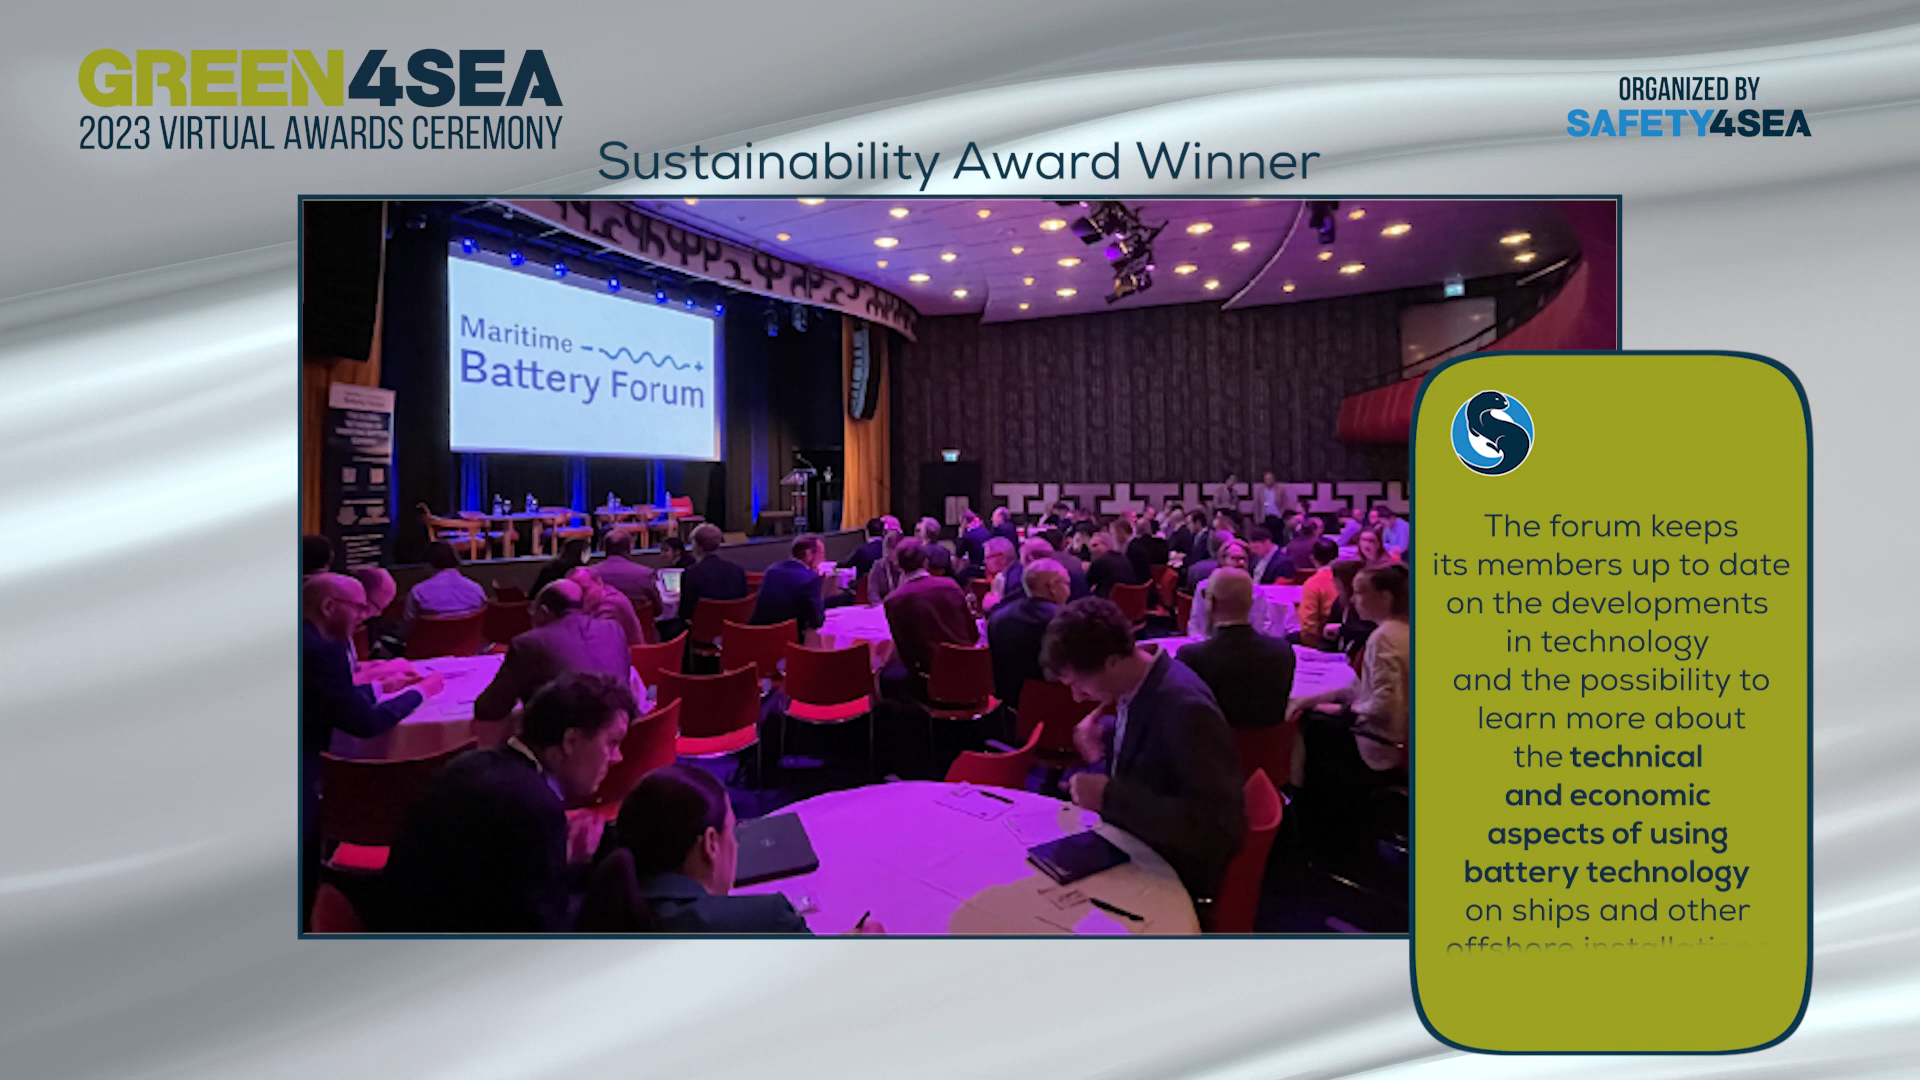 GREEN4SEA
2023 VIRTUAL AWARDS CEREMONY
ORGANIZED BY
SAFETY4SEA
Sustainability Award Winner
Maritime
Battery Forum
The forum keeps
its members up to date
on the developments
in technology
and the possibility to
learn more about
the technical
and economic
aspects of using
battery technology
on ships and other
offshore